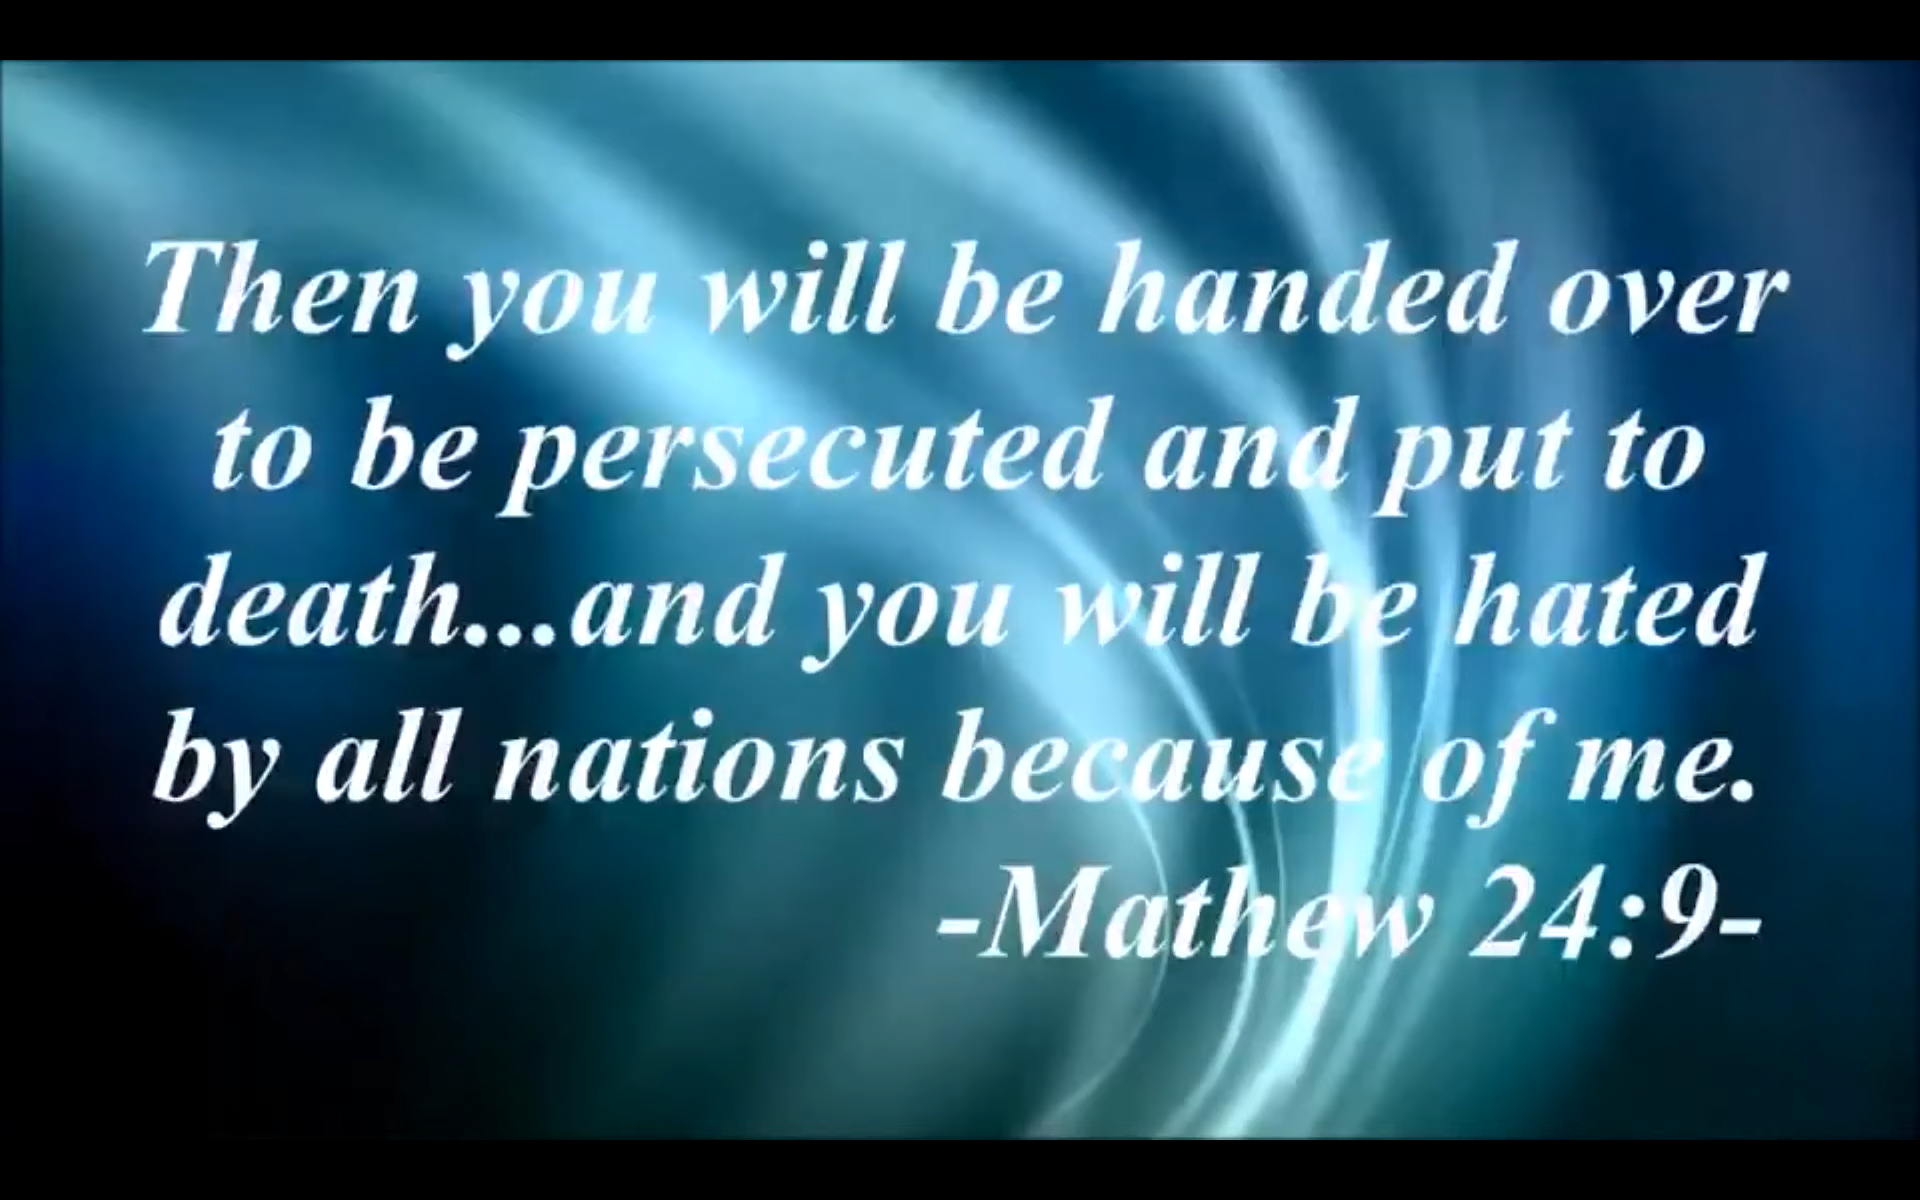 Then you will be handed over
to be persecuted and put to
death...and you will be hated
by all nations because of me.
-Mathew 24:9-